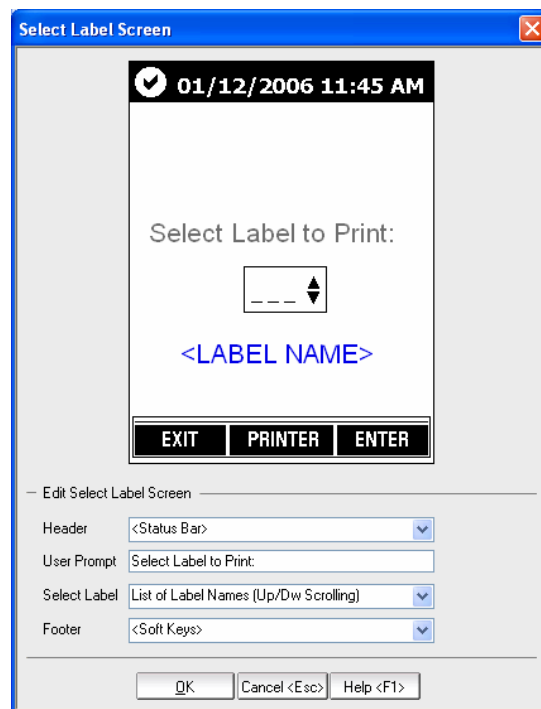 Select Label Screen
01/12/2006 11:45 AM
Select Label to Print:
_ _ _
<LABEL NAME>
EXIT PRINTER ENTER
Edit Select Label Screen
Header <Status Bar>
User Prompt Select Label to Print:
Select Label List of Label Names (Up/Dw Scrolling)
Footer <Soft Keys>
OK Cancel <Esc> Help <F1>